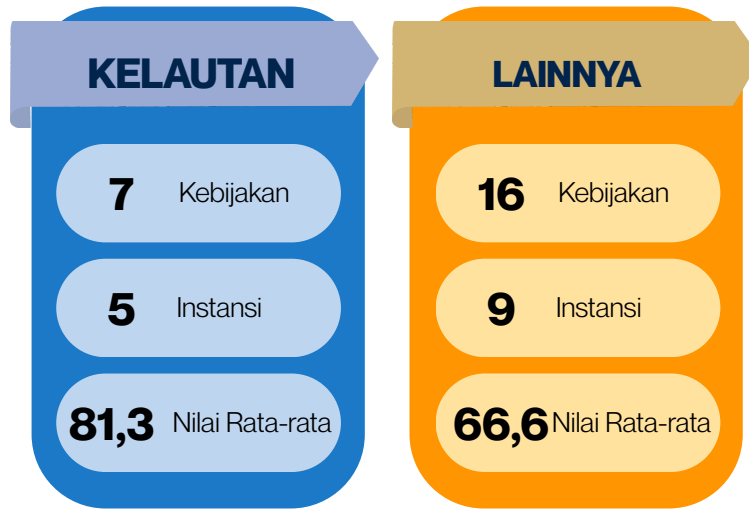 KELAUTAN
7 Kebijakan
5 Instansi
81,3 Nilai Rata-rata
LAINNYA
16 Kebijakan
9 Instansi
66,6 Nilai Rata-rata